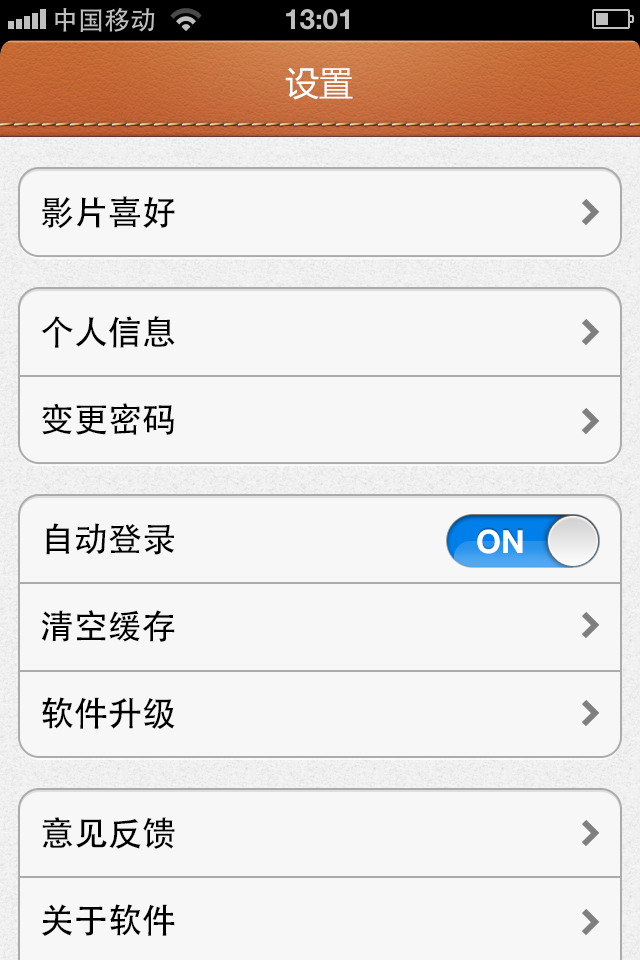 中国移动
13:01
设置
影片喜好
个人信息
变更密码
自动登录
ON
清空缓存
软件升级
意见反馈
关于软件